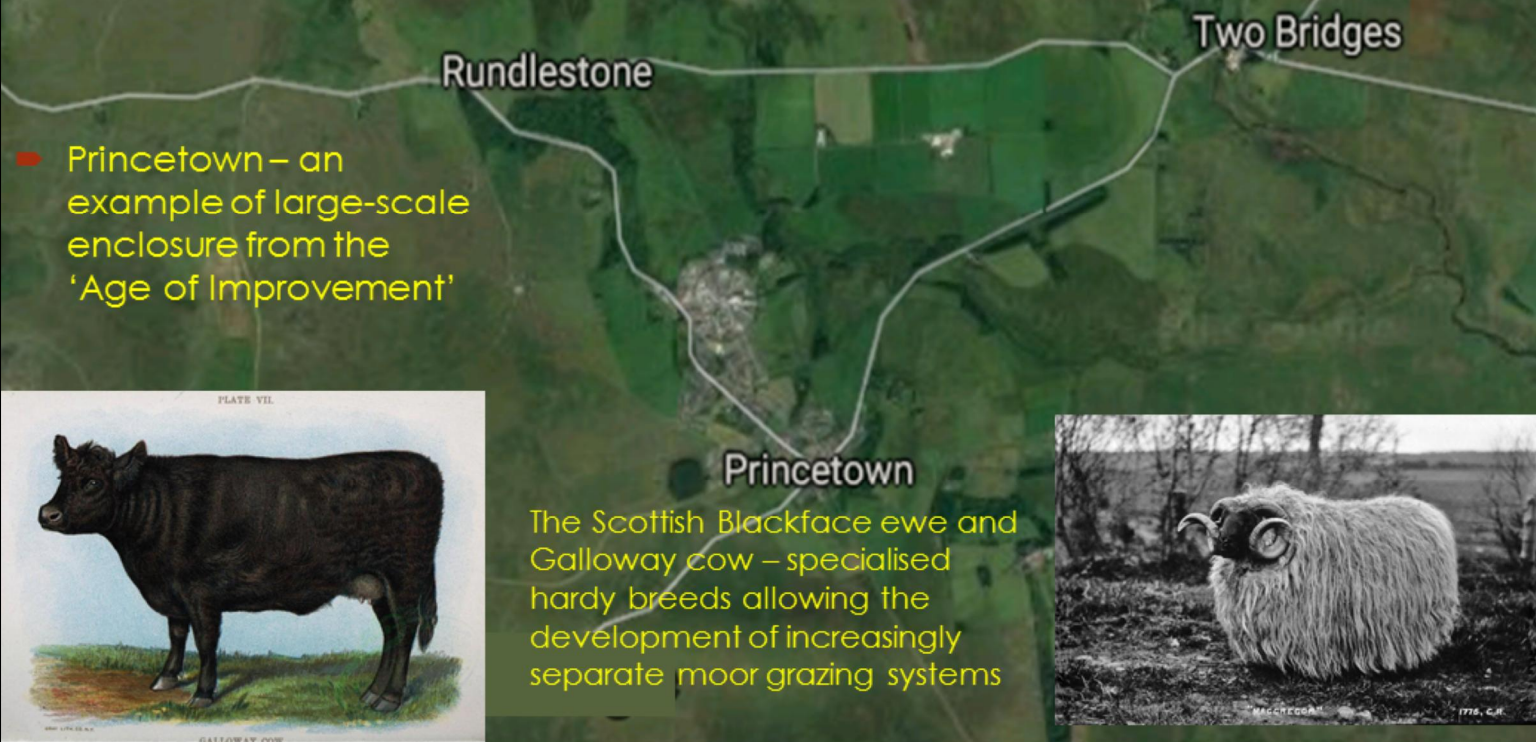 Two Bridges
Rundlestone
Princetown – an
example of large-scale
enclosure from the
‘Age of Improvement’
PLATE VII.
Princetown
The Scottish Blackface ewe and
Galloway cow – specialised
hardy breeds allowing the
development of increasingly
separate moor grazing systems
"MACGREGOR"
1775, C.R.
GALLOWAY COW